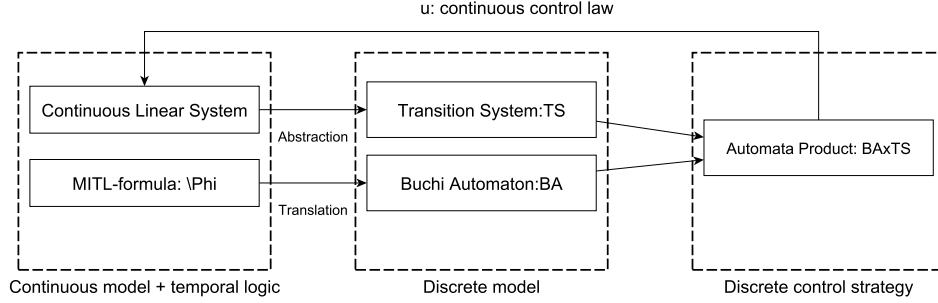 u: continuous control law
Continuous Linear System
Abstraction
Transition System:TS
MITL-formula: \Phi
Translation
Buchi Automaton:BA
Automata Product: BAxTS
Continuous model + temporal logic
Discrete model
Discrete control strategy